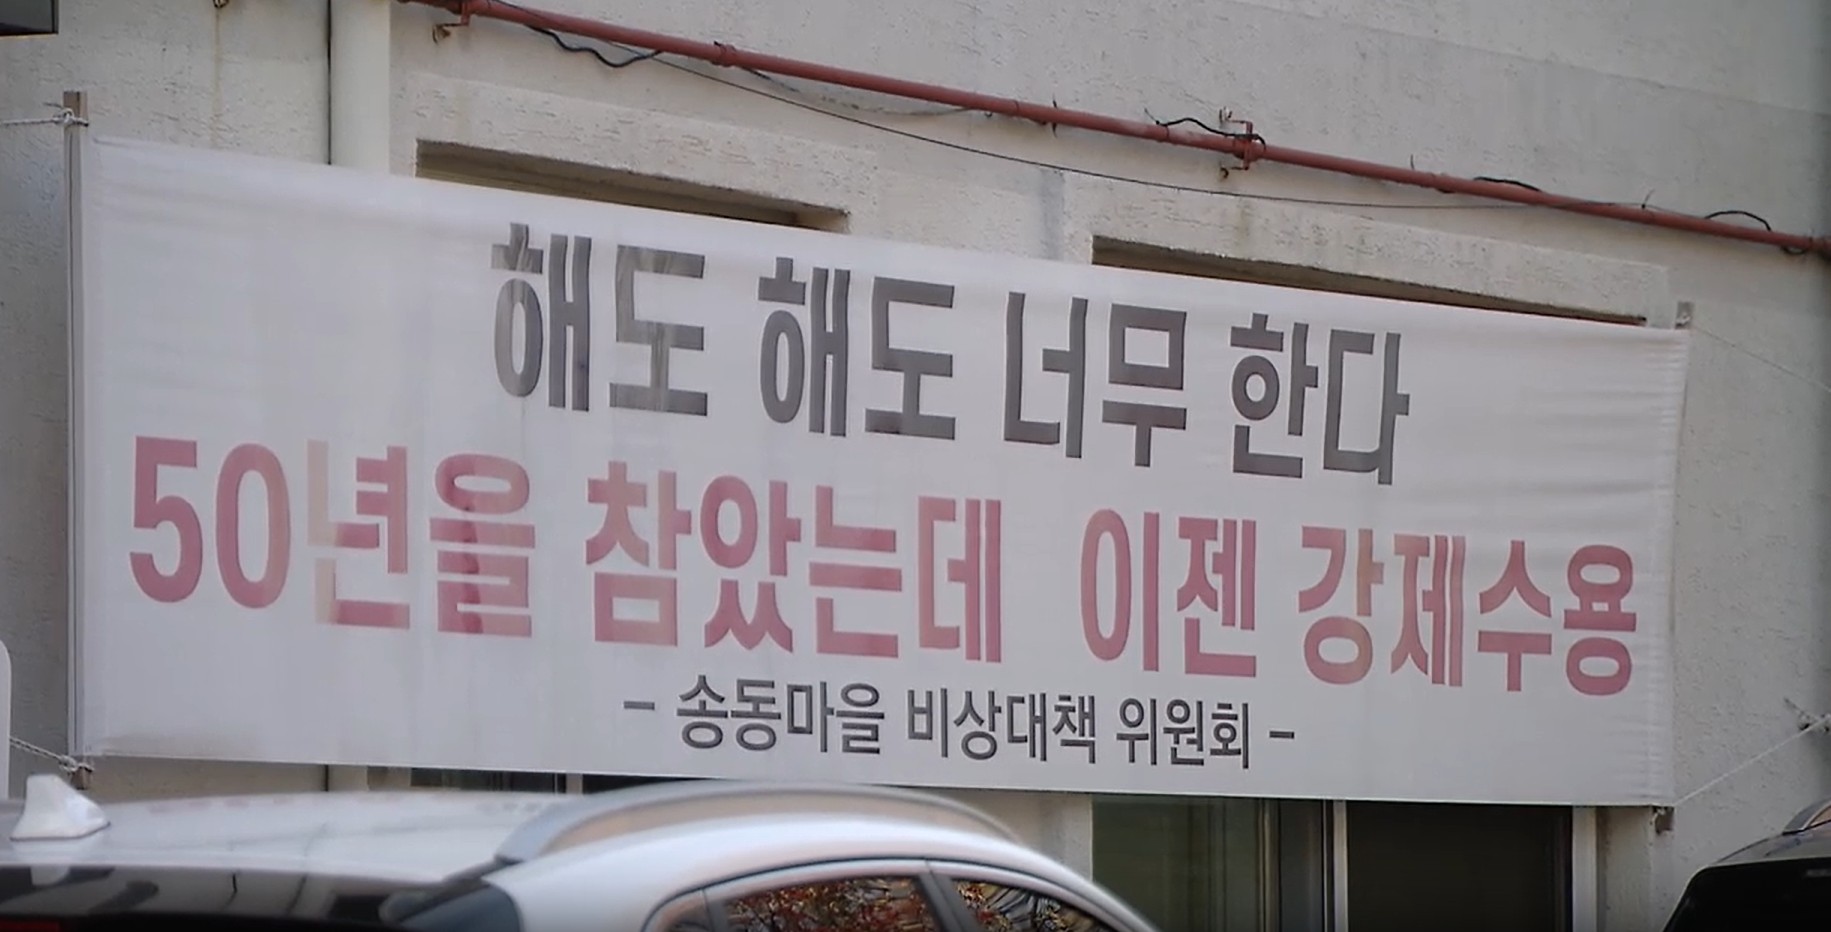 해도 해도 너무 한다
50년을 참았는데 이젠 강제수용
- 송동마을 비상대책 위원회 -